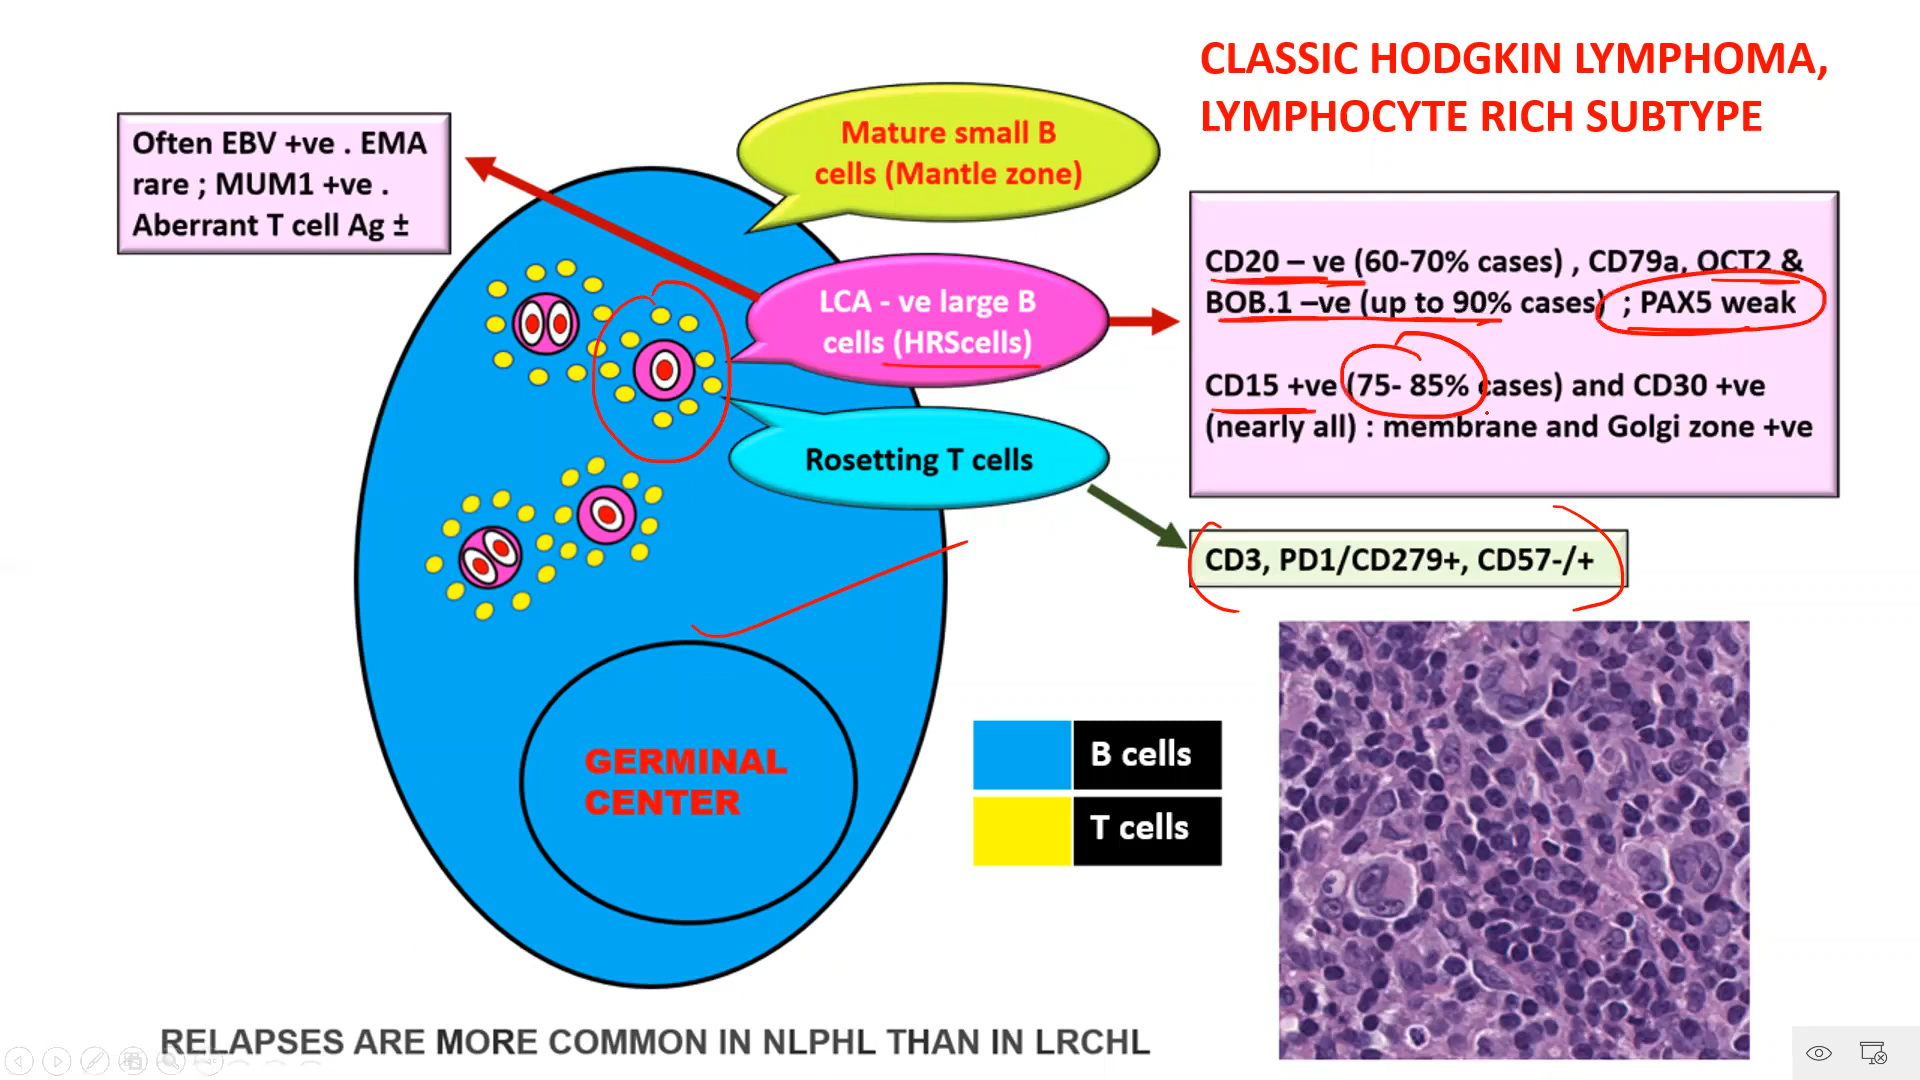 CLASSIC HODGKIN LYMPHOMA,
LYMPHOCYTE RICH SUBTYPE
Often EBV +ve . EMA
rare ; MUM1 +ve .
Aberrant T cell Ag ±
Mature small B
cells (Mantle zone)
LCA - ve large B
cells (HRScells)
Rosetting T cells
CD20 – ve (60-70% cases) , CD79a, OCT2 &
BOB.1 –ve (up to 90% cases) ; PAX5 weak
CD15 +ve (75- 85% cases) and CD30 +ve
(nearly all) : membrane and Golgi zone +ve
CD3, PD1/CD279+, CD57-/+
GERMINAL
CENTER
B cells
T cells
RELAPSES ARE MORE COMMON IN NLPHL THAN IN LRCHL